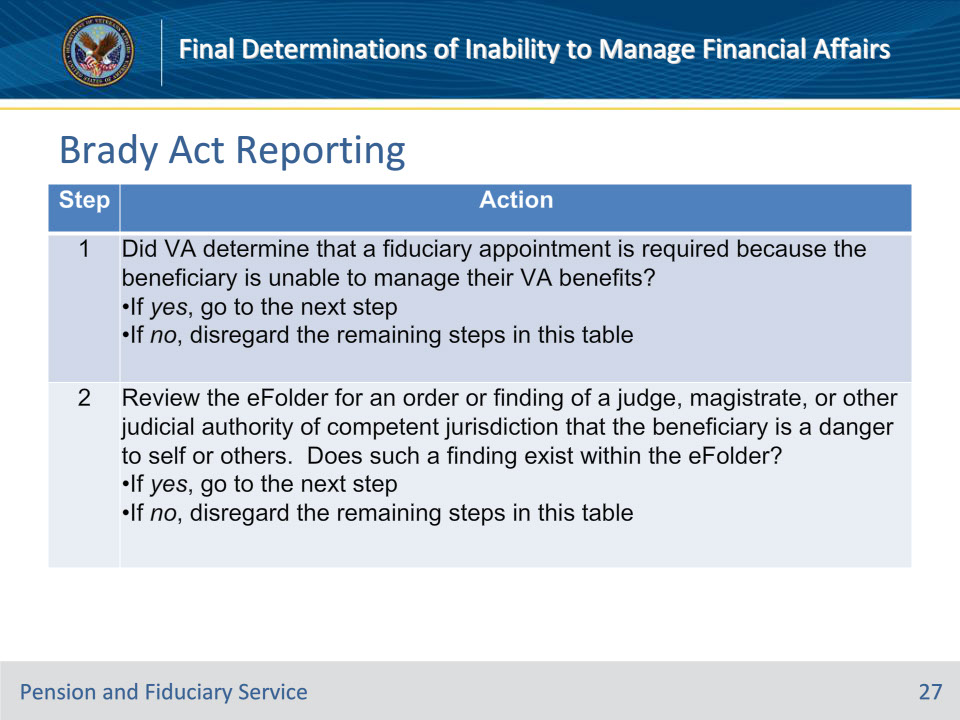 Final Determinations of Inability to Manage Financial Affairs
Brady Act Reporting
Step Action
1 Did VA determine that a fiduciary appointment is required because the
beneficiary is unable to manage their VA benefits?
•If yes, go to the next step
•If no, disregard the remaining steps in this table
2 Review the eFolder for an order or finding of a judge, magistrate, or other
judicial authority of competent jurisdiction that the beneficiary is a danger
to self or others.  Does such a finding exist within the eFolder?
•If yes, go to the next step
•If no, disregard the remaining steps in this table
Pension and Fiduciary Service 27